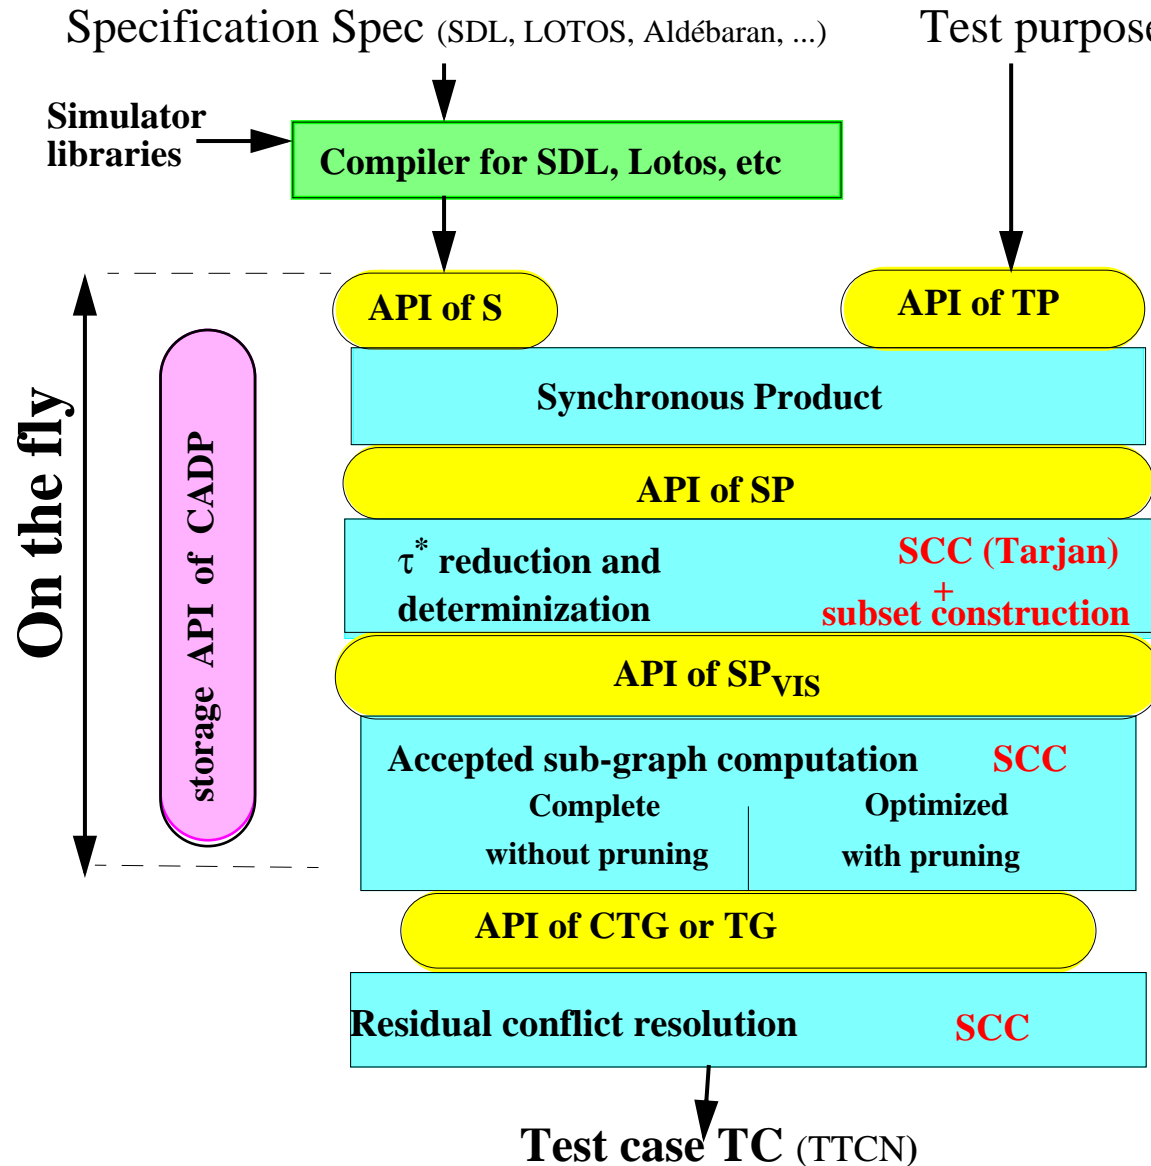 Specification Spec (SDL, LOTOS, Aldébaran, ...)
Test purpose
Simulator
libraries
Compiler for SDL, Lotos, etc
API of S
API of TP
Synchronous Product
On the fly
storage API of CADP
API of SP
τ* reduction and
determinization
SCC (Tarjan)
+
subset construction
API of SPVIS
Accepted sub-graph computation SCC
Complete
without pruning
Optimized
with pruning
API of CTG or TG
Residual conflict resolution SCC
Test case TC (TTCN)